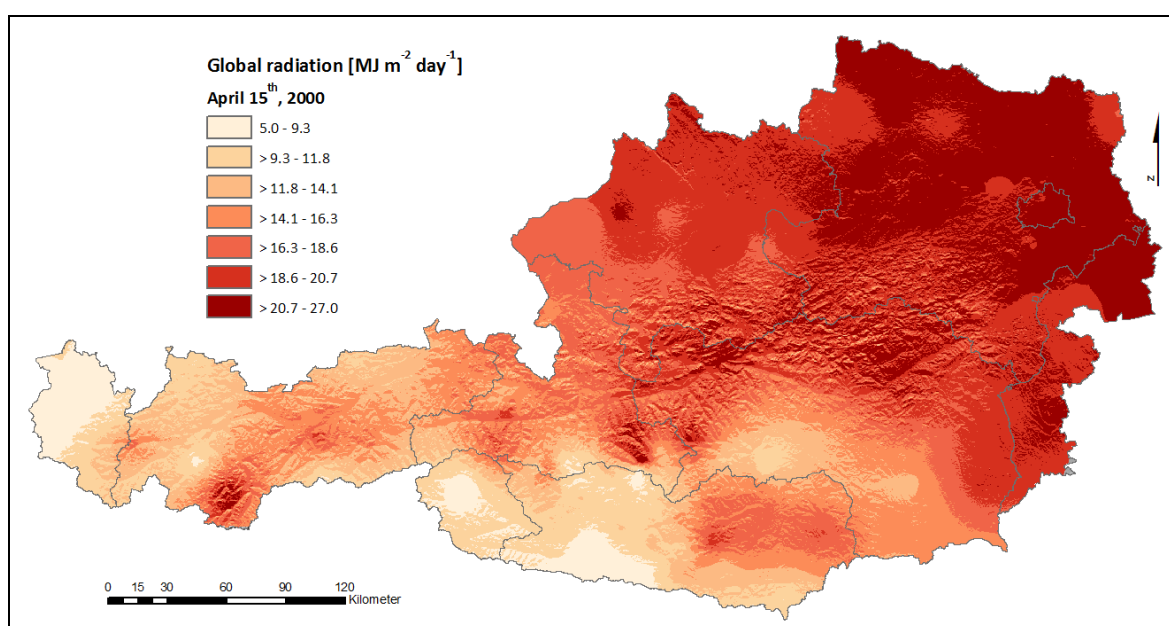 Global radiation [MJ m⁻² day⁻¹]
April 15th, 2000
5.0 - 9.3
> 9.3 - 11.8
> 11.8 - 14.1
> 14.1 - 16.3
> 16.3 - 18.6
> 18.6 - 20.7
> 20.7 - 27.0
N
0 15 30 60 90 120
Kilometer